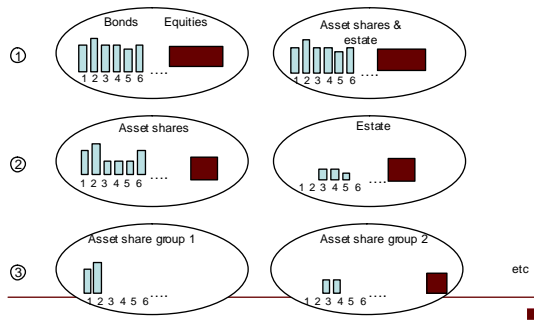 Bonds Equities
Asset shares &
estate
1
1 2 3 4 5 6 ....
1 2 3 4 5 6 ....
Asset shares
Estate
2
1 2 3 4 5 6 ....
1 2 3 4 5 6 ....
Asset share group 1
Asset share group 2
3
etc
1 2 3 4 5 6 ....
1 2 3 4 5 6 ....